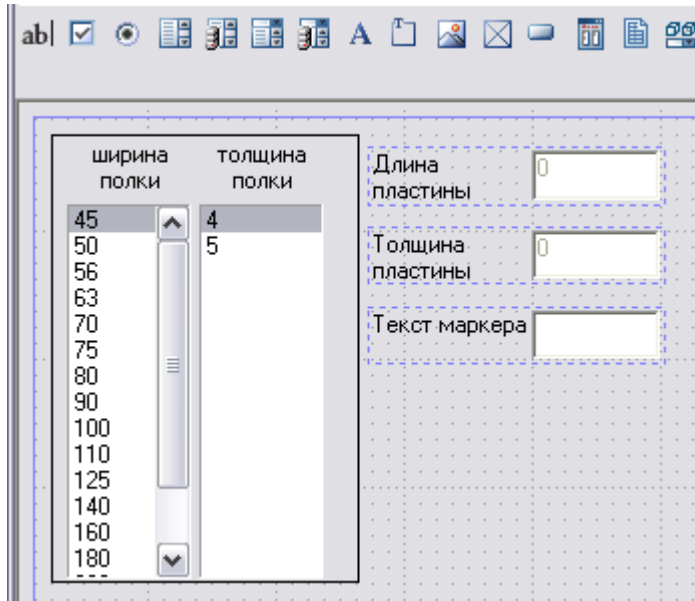 ab|
A
ширина
полки
толщина
полки
45
50
56
63
70
75
80
90
100
110
125
140
160
180
4
5
Длина
пластины
0
Толщина
пластины
0
Текст маркера